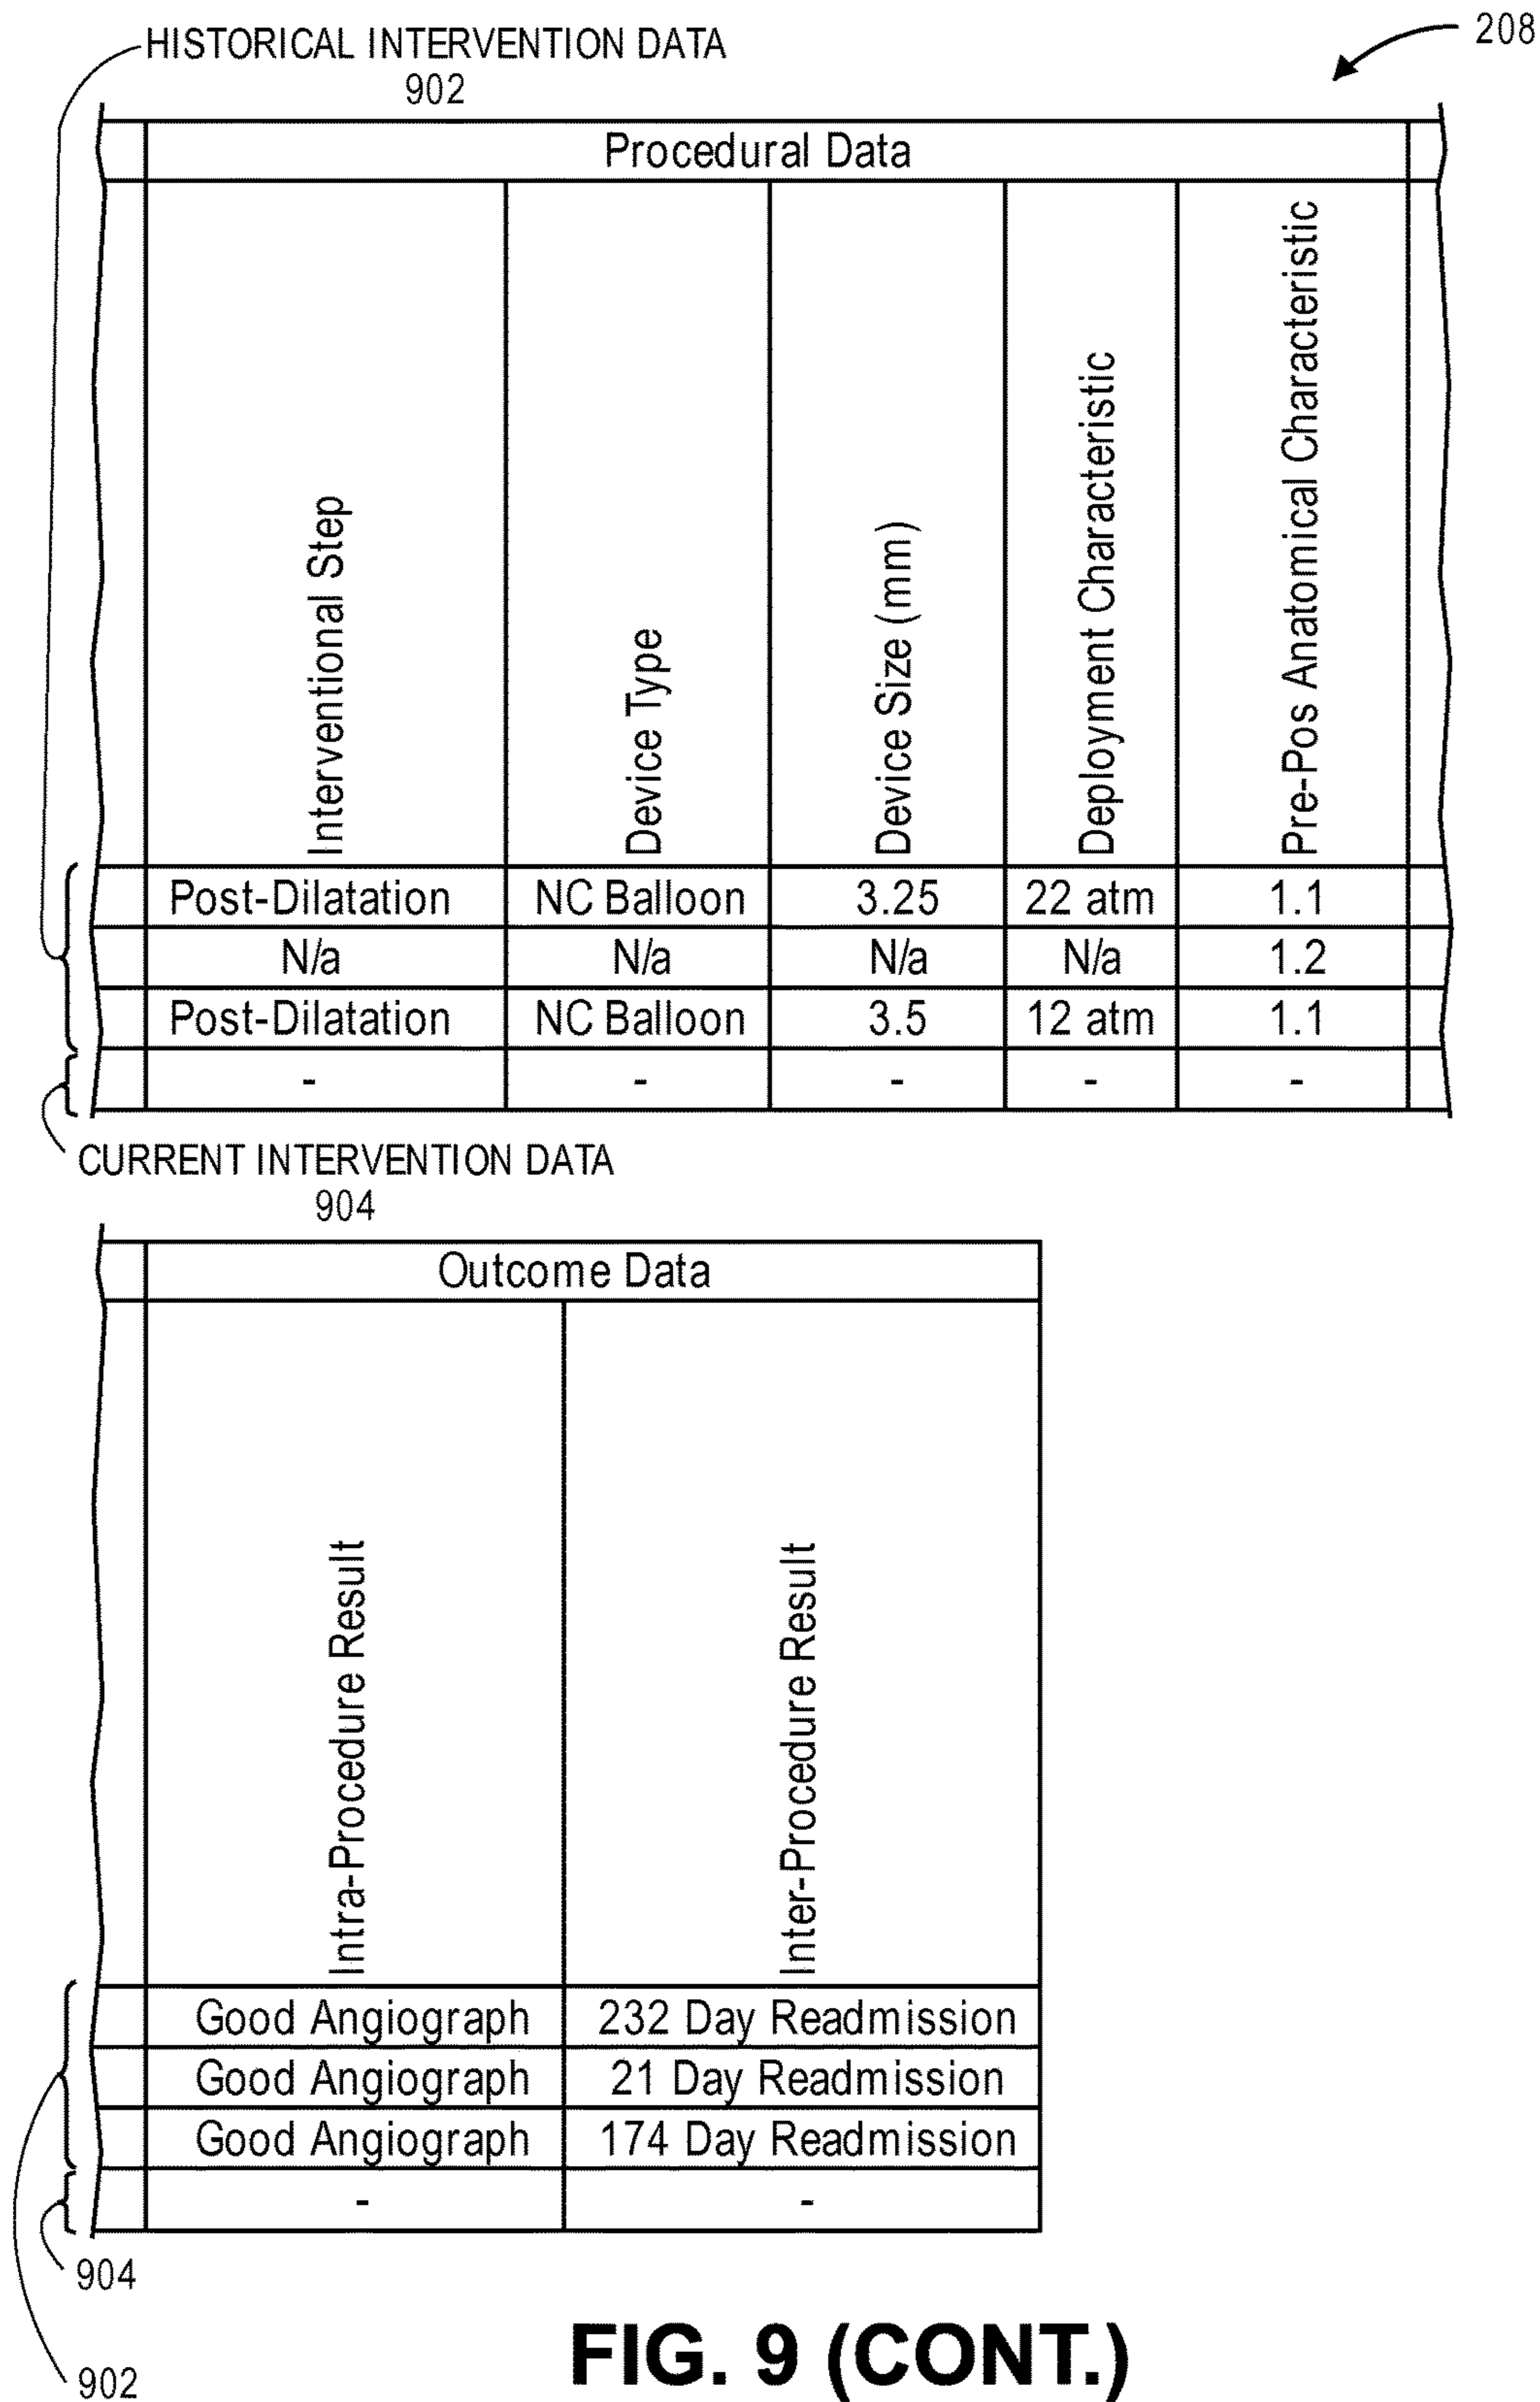 208
HISTORICAL INTERVENTION DATA
902
Procedural Data
Interventional Step
Device Type
Device Size (mm)
Deployment Characteristic
Pre-Pos Anatomical Characteristic
Post-Dilatation NC Balloon 3.25 22 atm 1.1
N/a N/a N/a N/a 1.2
Post-Dilatation NC Balloon 3.5 12 atm 1.1
- - - - -
CURRENT INTERVENTION DATA
904
Outcome Data
Intra-Procedure Result
Inter-Procedure Result
Good Angiograph 232 Day Readmission
Good Angiograph 21 Day Readmission
Good Angiograph 174 Day Readmission
- -
904
902
FIG. 9 (CONT.)